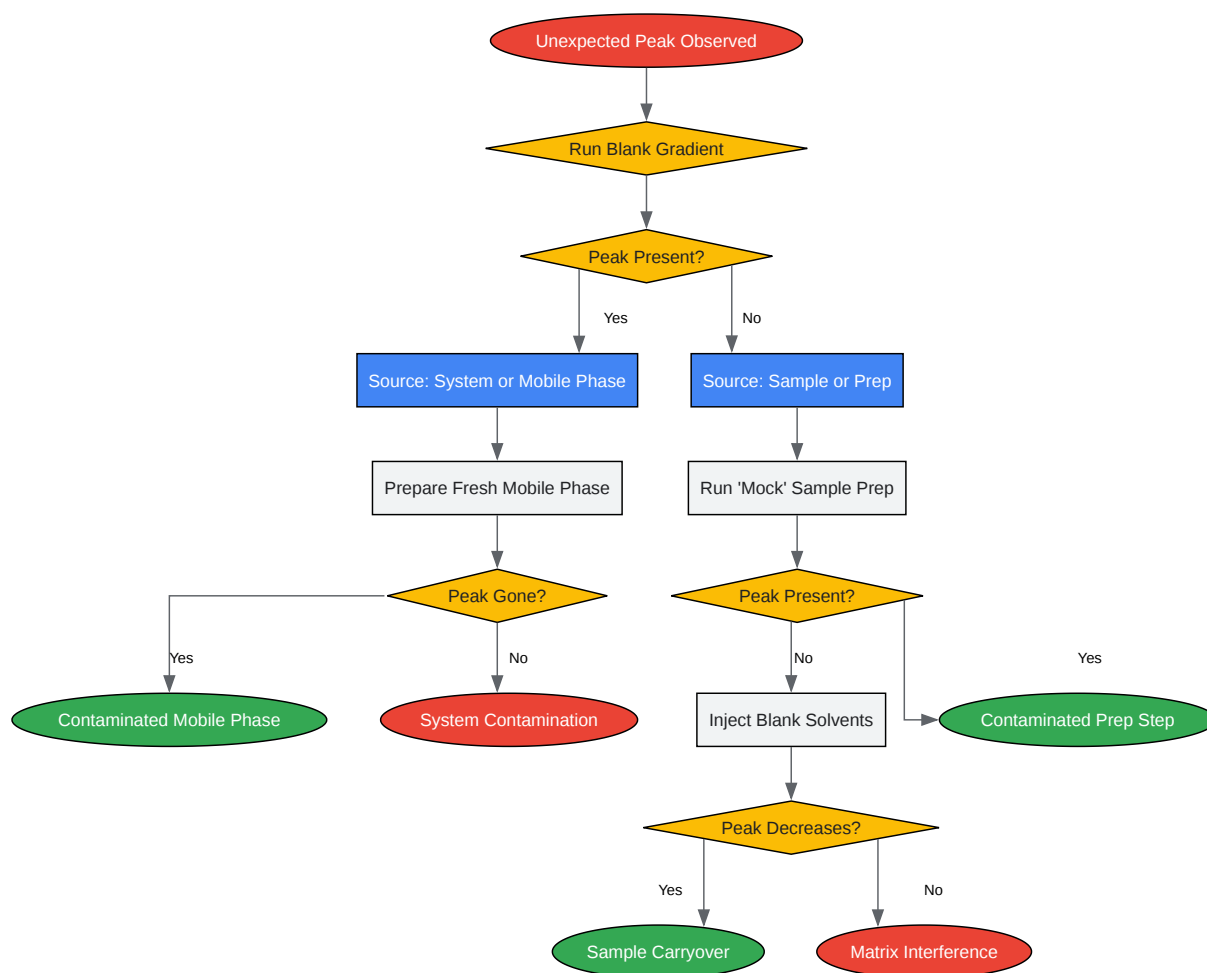 Unexpected Peak Observed
Run Blank Gradient
Peak Present?
Yes
No
Source: System or Mobile Phase
Source: Sample or Prep
Prepare Fresh Mobile Phase
Run 'Mock' Sample Prep
Peak Gone?
Peak Present?
Yes
No
No
Yes
Contaminated Mobile Phase
System Contamination
Inject Blank Solvents
Contaminated Prep Step
Peak Decreases?
Yes
No
Sample Carryover
Matrix Interference